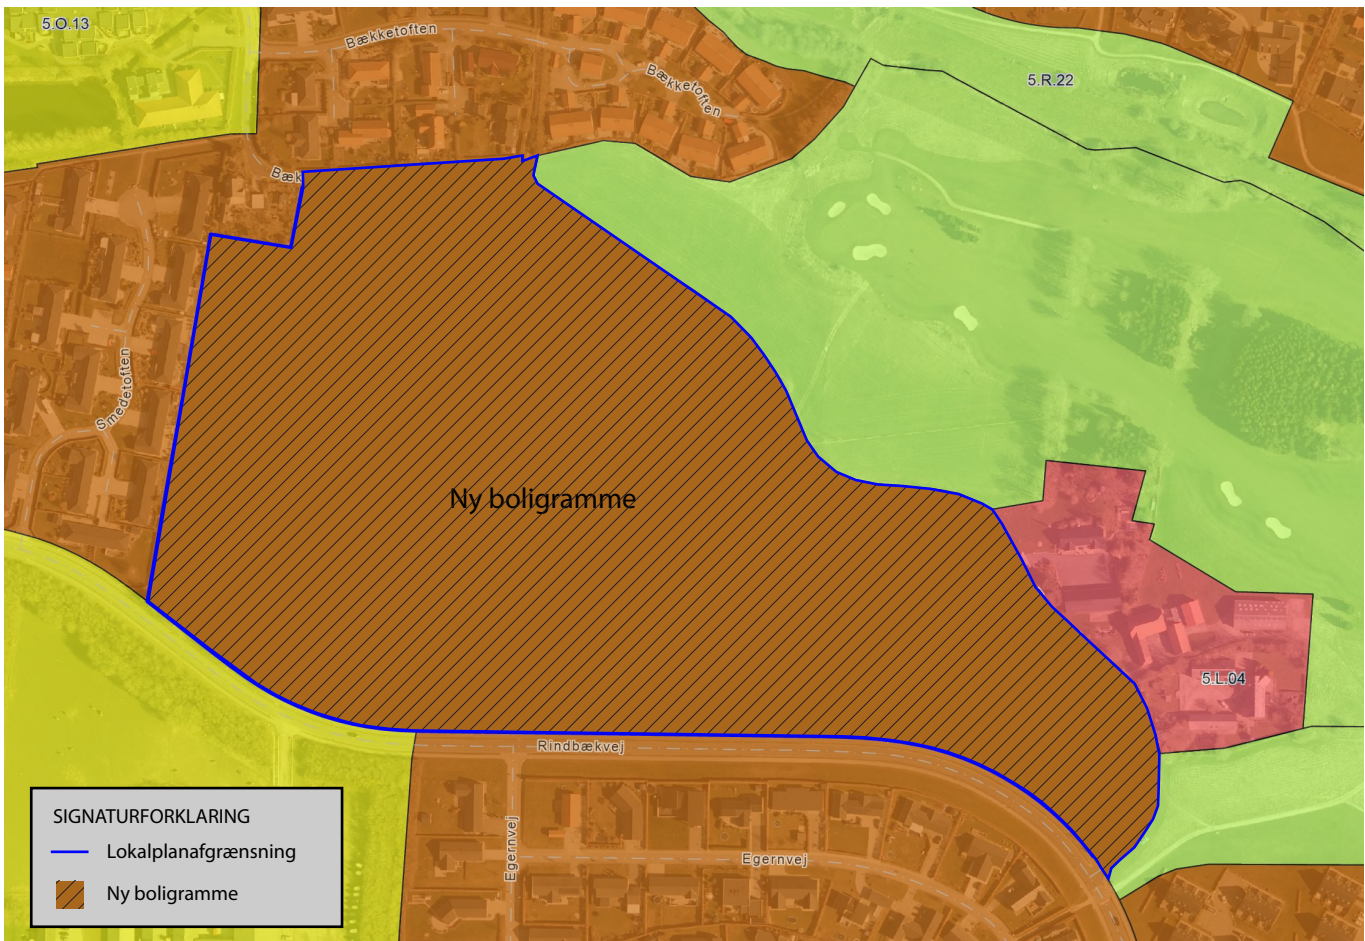 5.O.13
Bækketoften
Bækketoften
5.R.22
Bæk
Smedetoften
Ny boligramme
5.L.04
Rindbækvej
Egernvej
Egernvej
SIGNATURFORKLARING
Lokalplanafgrænsning
Ny boligramme